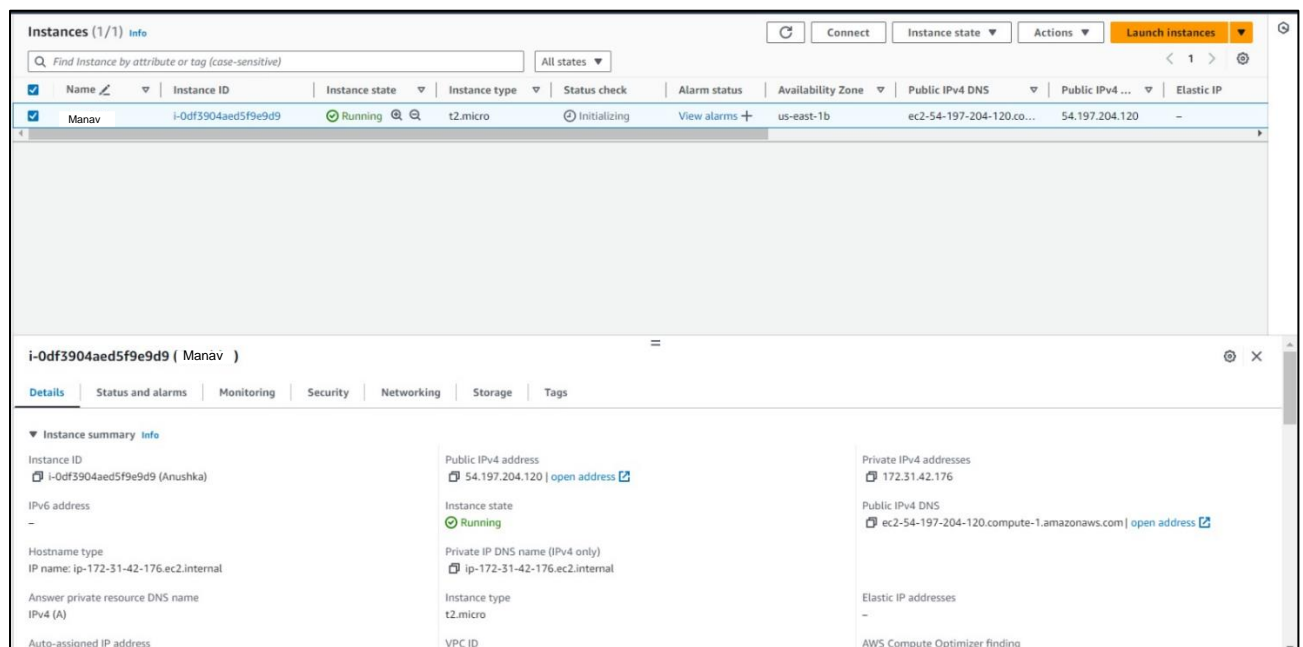 Instances (1/1) Info
Connect Instance state Actions Launch instances
Find Instance by attribute or tag (case-sensitive) All states 1
Name Instance ID Instance state Instance type Status check Alarm status Availability Zone Public IPv4 DNS Public IPv4 ... Elastic IP
Manav i-0df3904aed5f9e9d9 Running t2.micro Initializing View alarms + us-east-1b ec2-54-197-204-120.co... 54.197.204.120 –
i-0df3904aed5f9e9d9 ( Manav )
Details Status and alarms Monitoring Security Networking Storage Tags
Instance summary Info
Instance ID Public IPv4 address Private IPv4 addresses
i-0df3904aed5f9e9d9 (Anushka) 54.197.204.120 | open address 172.31.42.176
IPv6 address Instance state Public IPv4 DNS
– Running ec2-54-197-204-120.compute-1.amazonaws.com | open address
Hostname type Private IP DNS name (IPv4 only)
IP name: ip-172-31-42-176.ec2.internal ip-172-31-42-176.ec2.internal
Answer private resource DNS name Instance type Elastic IP addresses
IPv4 (A) t2.micro –
Auto-assigned IP address VPC ID AWS Compute Optimizer finding